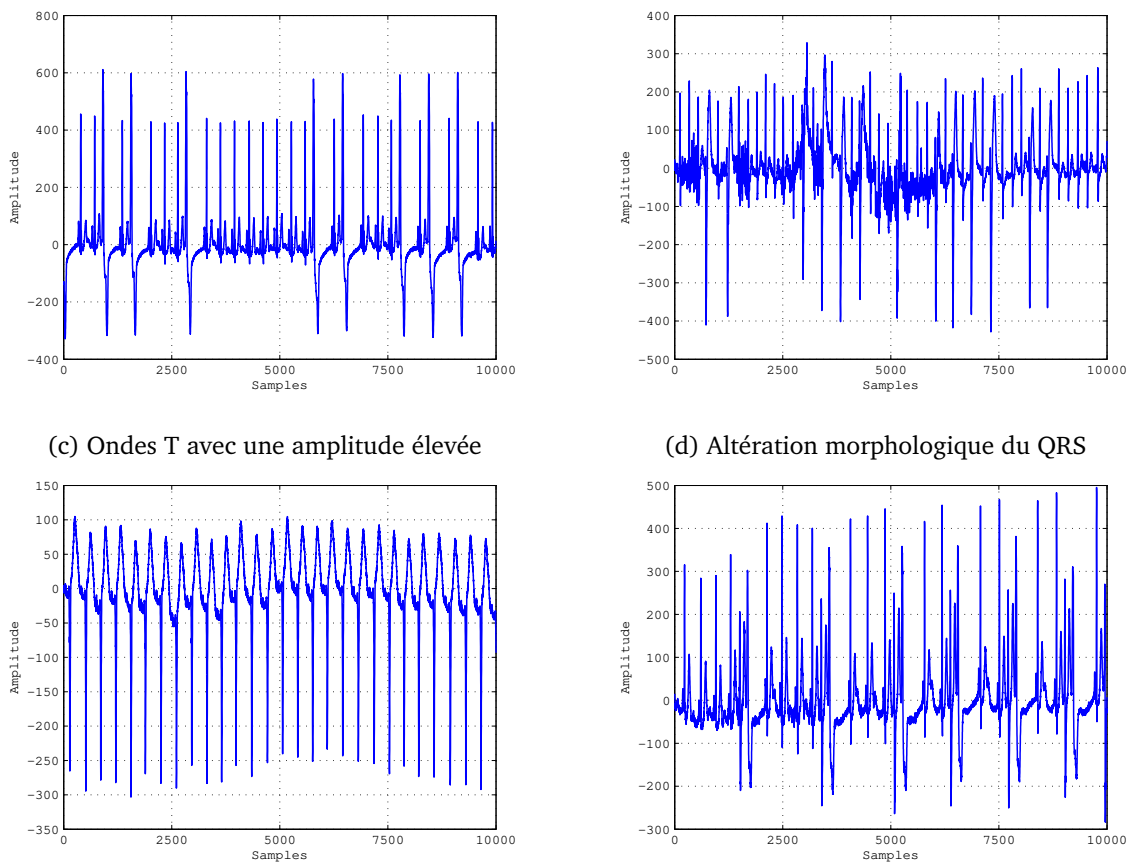 800
600
400
200
0
−200
−400
Amplitude
0 2500 5000 7500 10000
Samples
400
300
200
100
0
−100
−200
−300
−400
−500
Amplitude
0 2500 5000 7500 10000
Samples
(c) Ondes T avec une amplitude élevée
(d) Altération morphologique du QRS
150
100
50
0
−50
−100
−150
−200
−250
−300
−350
Amplitude
0 2500 5000 7500 10000
Samples
500
400
300
200
100
0
−100
−200
−300
Amplitude
0 2500 5000 7500 10000
Samples